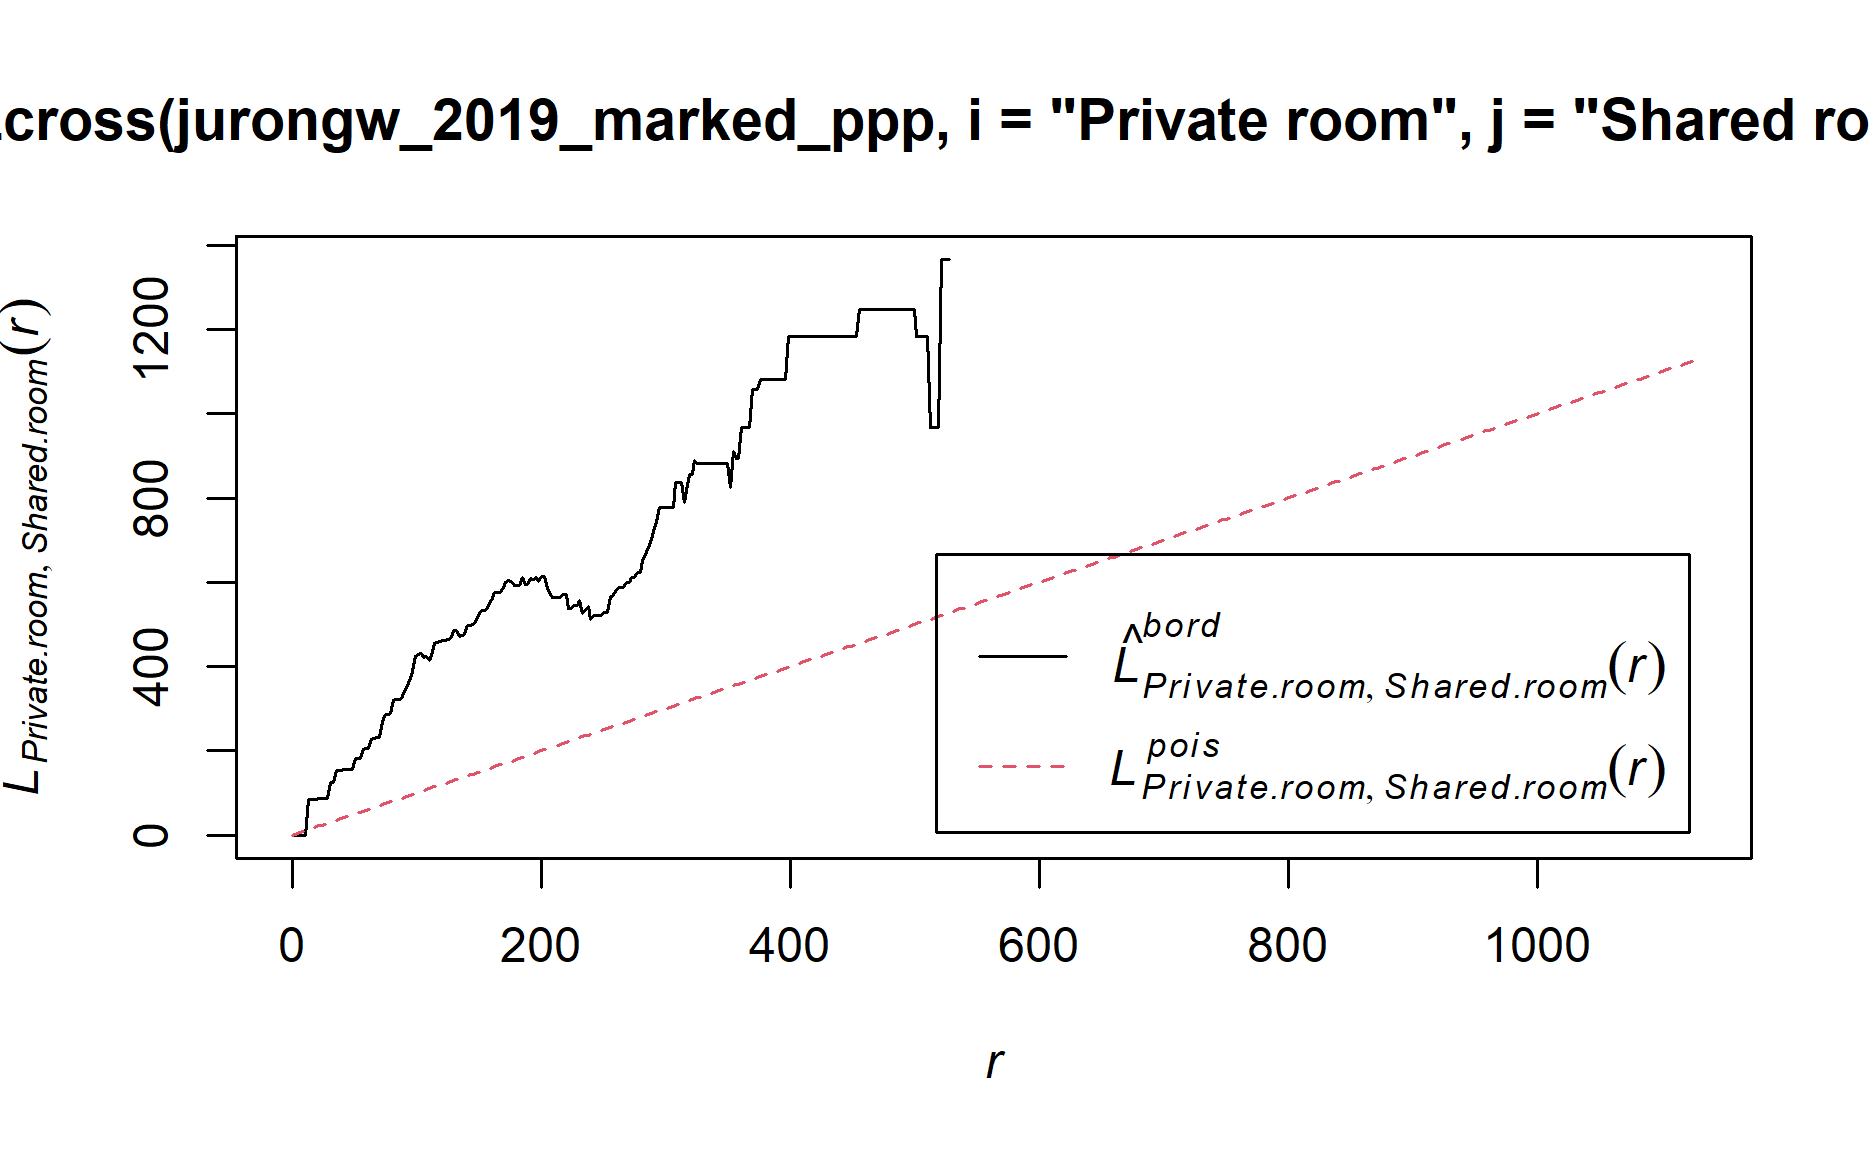 .cross(jurongw_2019_marked_ppp, i = "Private room", j = "Shared ro
L Private.room, Shared.room (r)
0 400 800 1200
L̂ bord Private.room, Shared.room (r)
L pois Private.room, Shared.room (r)
0 200 400 600 800 1000
r